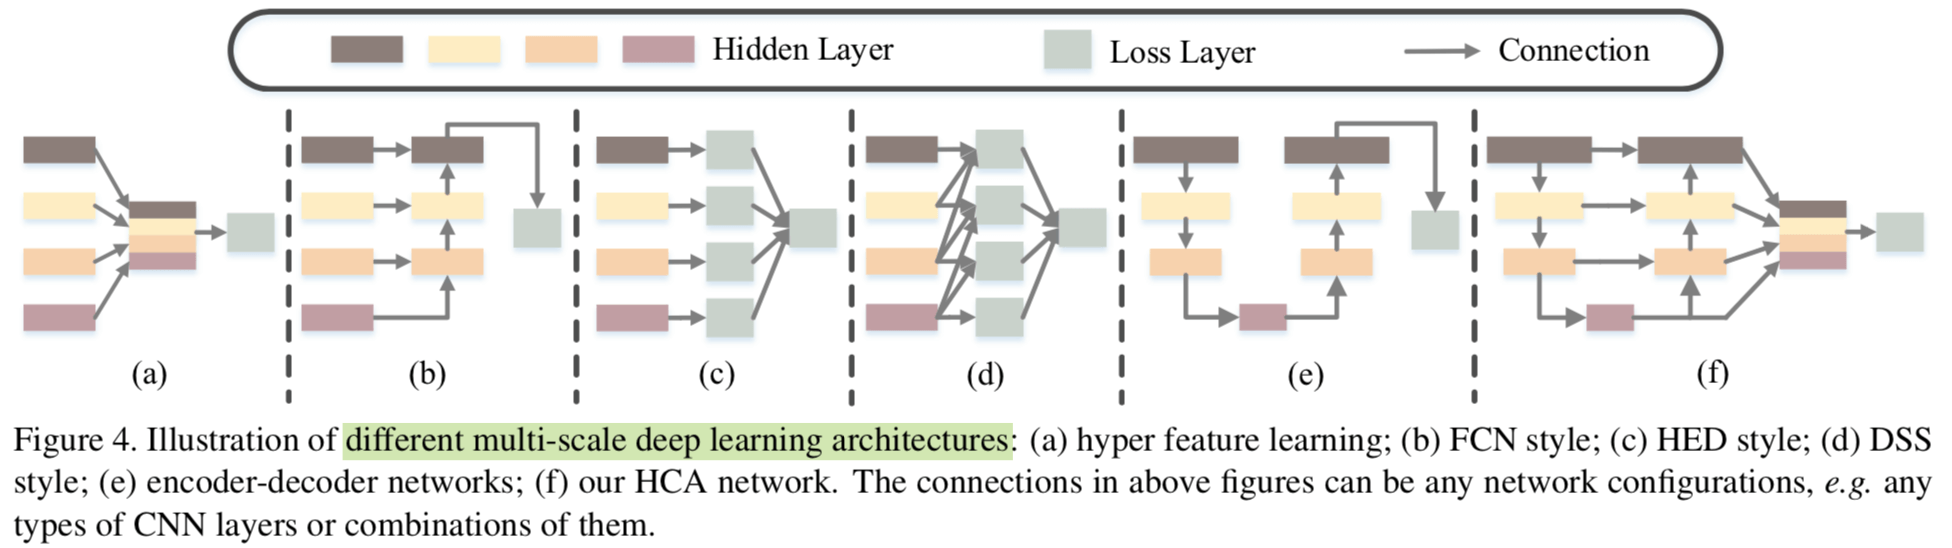 Hidden Layer Loss Layer Connection
(a) (b) (c) (d) (e) (f)
Figure 4. Illustration of different multi-scale deep learning architectures: (a) hyper feature learning; (b) FCN style; (c) HED style; (d) DSS
style; (e) encoder-decoder networks; (f) our HCA network. The connections in above figures can be any network configurations, e.g. any
types of CNN layers or combinations of them.